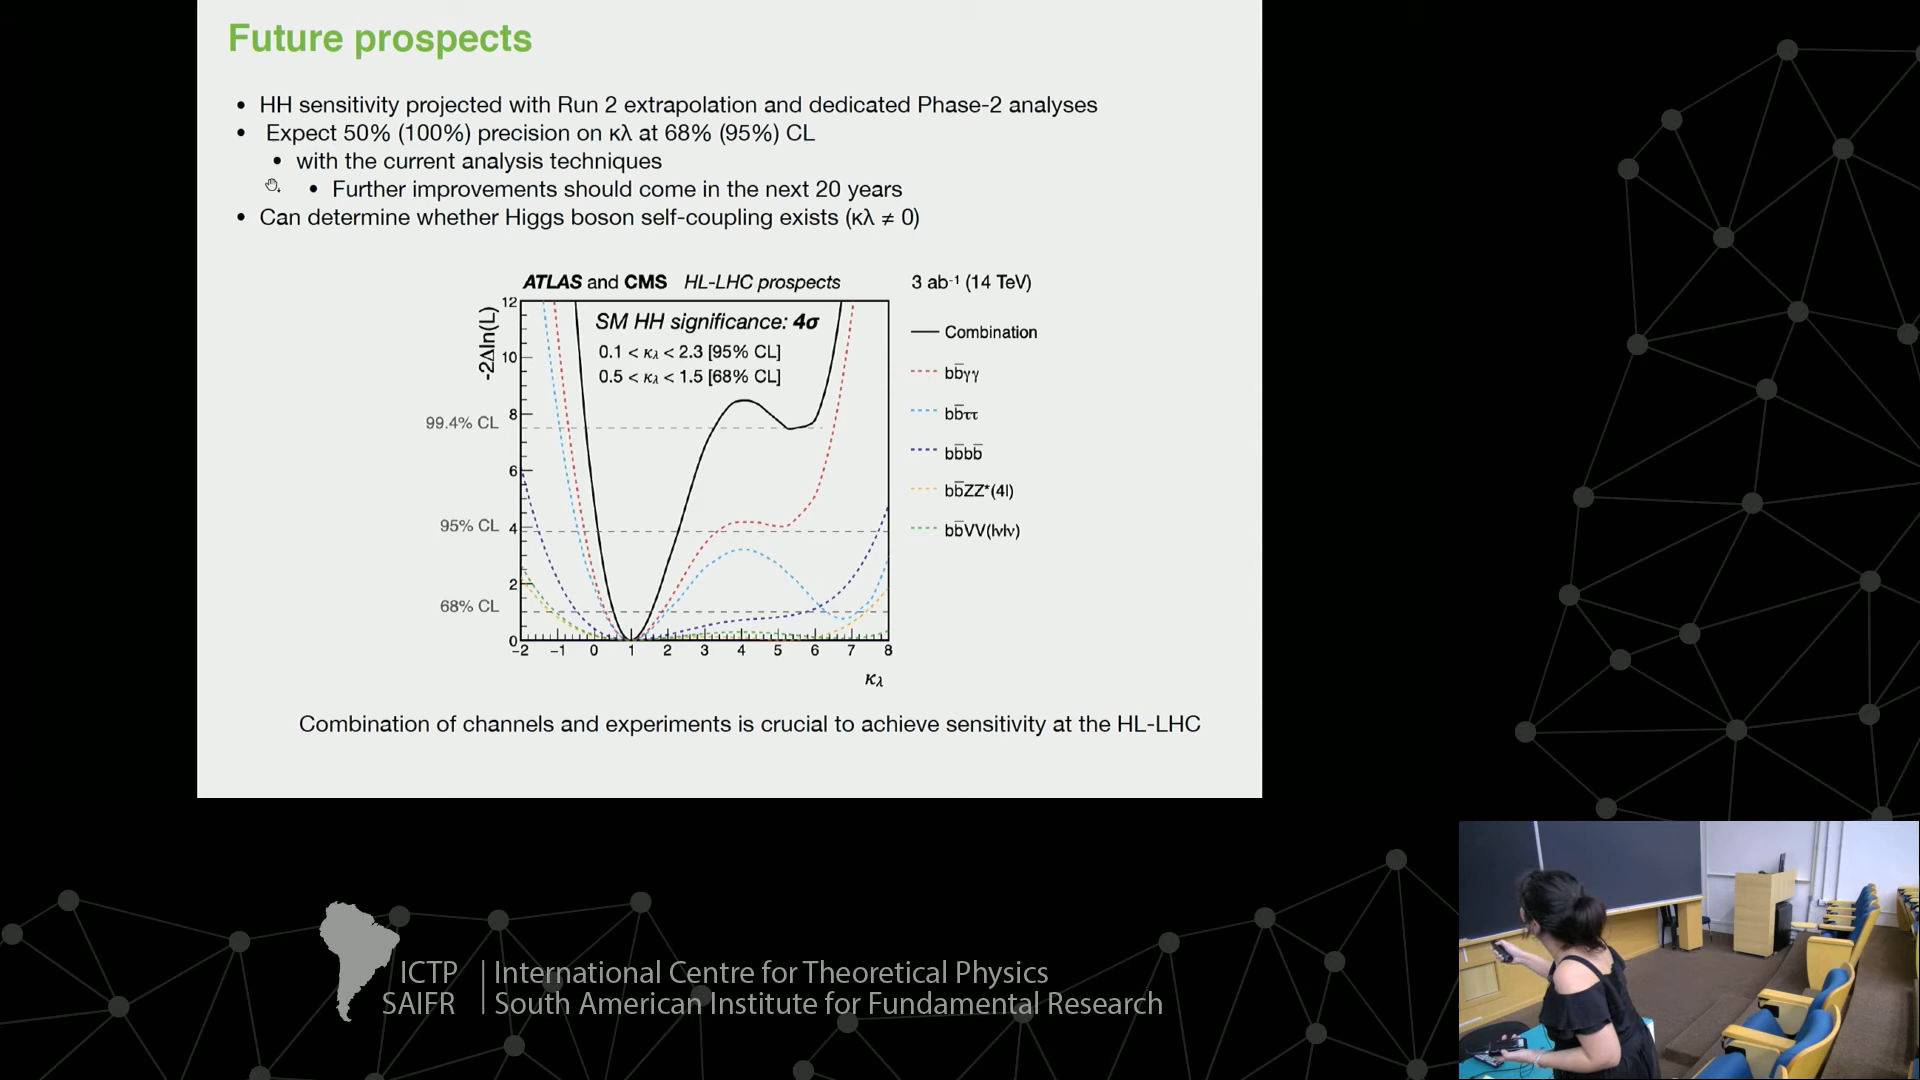 Future prospects
• HH sensitivity projected with Run 2 extrapolation and dedicated Phase-2 analyses
• Expect 50% (100%) precision on κλ at 68% (95%) CL
• with the current analysis techniques
• Further improvements should come in the next 20 years
• Can determine whether Higgs boson self-coupling exists (κλ ≠ 0)
ATLAS and CMS HL-LHC prospects 3 ab⁻¹ (14 TeV)
SM HH significance: 4σ
0.1 < κλ < 2.3 [95% CL]
0.5 < κλ < 1.5 [68% CL]
-2Δln(L)
12
10
8
6
4
2
0
99.4% CL
95% CL
68% CL
−2 −1 0 1 2 3 4 5 6 7 8
κλ
Combination
bb̅γγ
bb̅ττ
bb̅bb̅
bb̅ZZ*(4l)
bb̅VV(lνlν)
Combination of channels and experiments is crucial to achieve sensitivity at the HL-LHC
ICTP | International Centre for Theoretical Physics
SAIFR | South American Institute for Fundamental Research